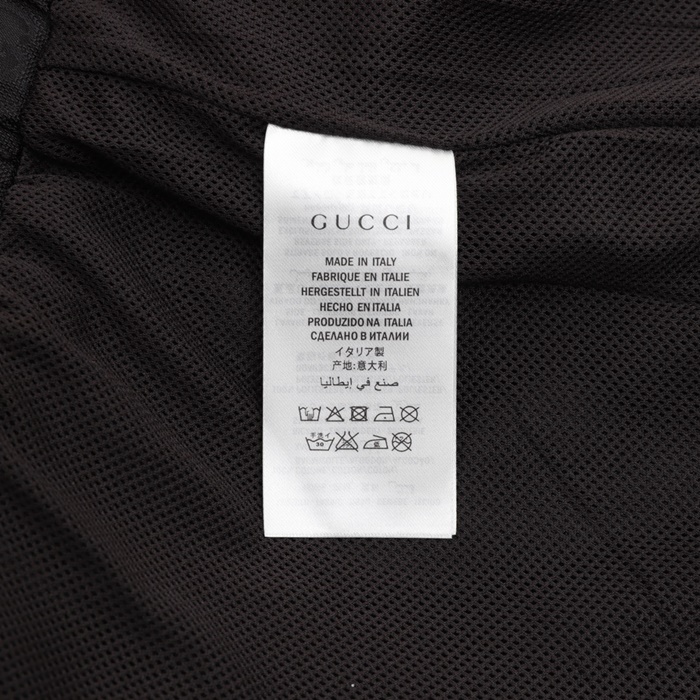 GUCCI
MADE IN ITALY
FABRIQUE EN ITALIE
HERGESTELLT IN ITALIEN
HECHO EN ITALIA
PRODUZIDO NA ITALIA
СДЕЛАНО В ИТАЛИИ
イタリア製
产地:意大利
صنع في إيطاليا